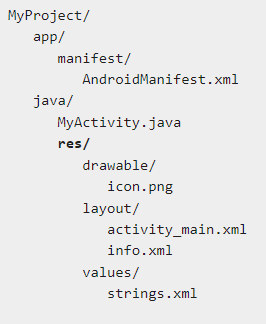 MyProject/
app/
manifest/
AndroidManifest.xml
java/
MyActivity.java
res/
drawable/
icon.png
layout/
activity_main.xml
info.xml
values/
strings.xml